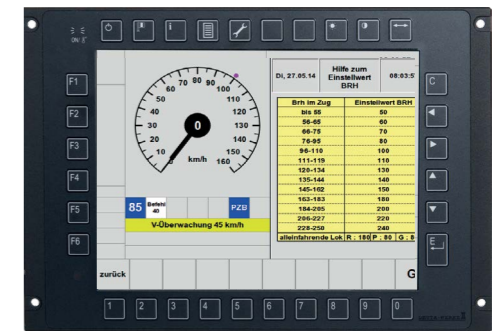 ON/
i
F1
F2
F3
F4
F5
F6
C
E
Di, 27.05.14
Hilfe zum
Einstellwert
BRH
08:03:5
Brh im Zug Einstellwert BRH
bis 55 50
56-65 60
66-75 70
76-95 80
96-110 100
111-119 110
120-134 130
135-144 140
145-162 150
163-183 180
184-205 200
206-227 220
228-250 240
alleinfahrende Lok R : 100 P : 80 G : 8
0 10 20 30 40 50 60 70 80 90 100 110 120 130 140 150 160
0
km/h
85
Befehl
40
PZB
V-Überwachung 45 km/h
zurück
G
1 2 3 4 5 6 7 8 9 0